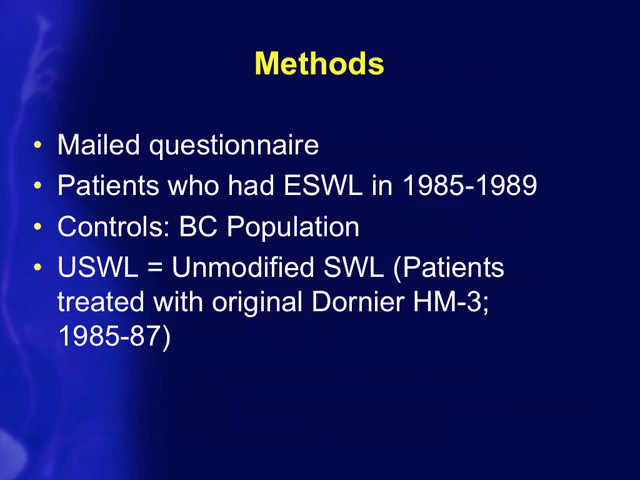 Methods
• Mailed questionnaire
• Patients who had ESWL in 1985-1989
• Controls: BC Population
• USWL = Unmodified SWL (Patients
treated with original Dornier HM-3;
1985-87)